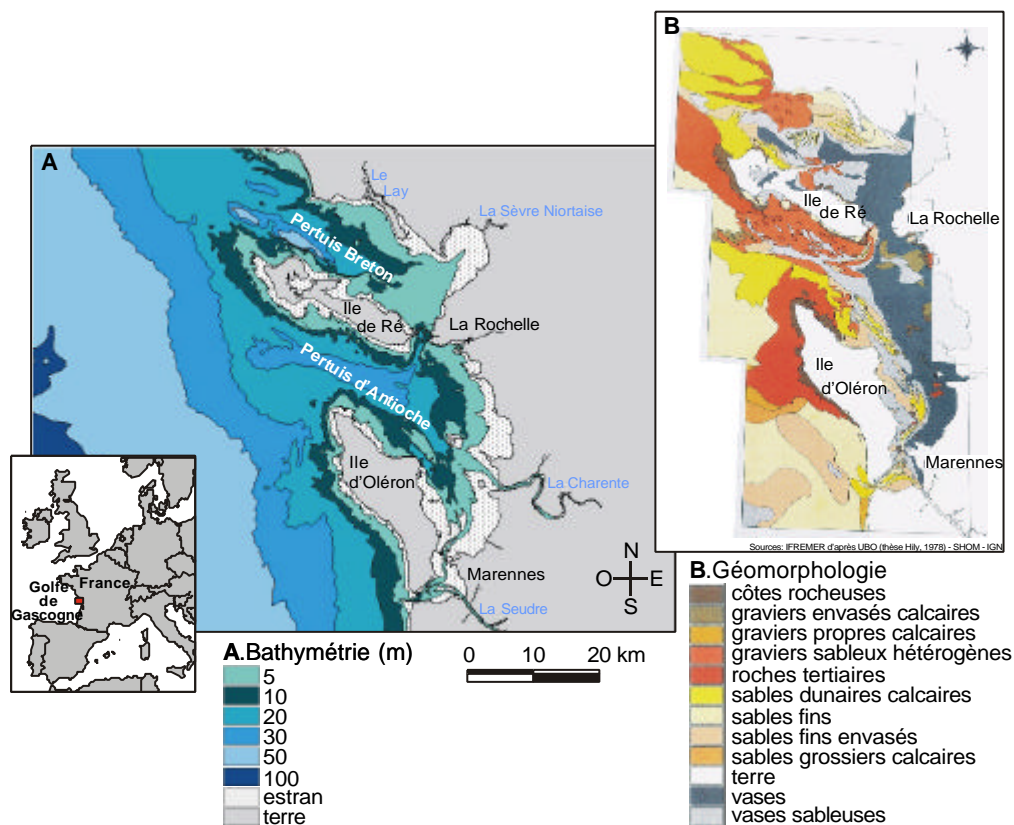 A
Le
Lay
La Sèvre Niortaise
Pertuis Breton
Ile
de Ré
La Rochelle
Pertuis d'Antioche
Ile
d'Oléron
La Charente
Marennes
La Seudre
N
O E
S
Golfe
de
Gascogne
France
A.Bathymétrie (m)
5
10
20
30
50
100
estran
terre
0 10 20 km
B
Ile
de Ré
La Rochelle
Ile
d'Oléron
Marennes
Sources: IFREMER d'après UBO (thèse Hily, 1978) - SHOM - IGN
B.Géomorphologie
côtes rocheuses
graviers envasés calcaires
graviers propres calcaires
graviers sableux hétérogènes
roches tertiaires
sables dunaires calcaires
sables fins
sables fins envasés
sables grossiers calcaires
terre
vases
vases sableuses